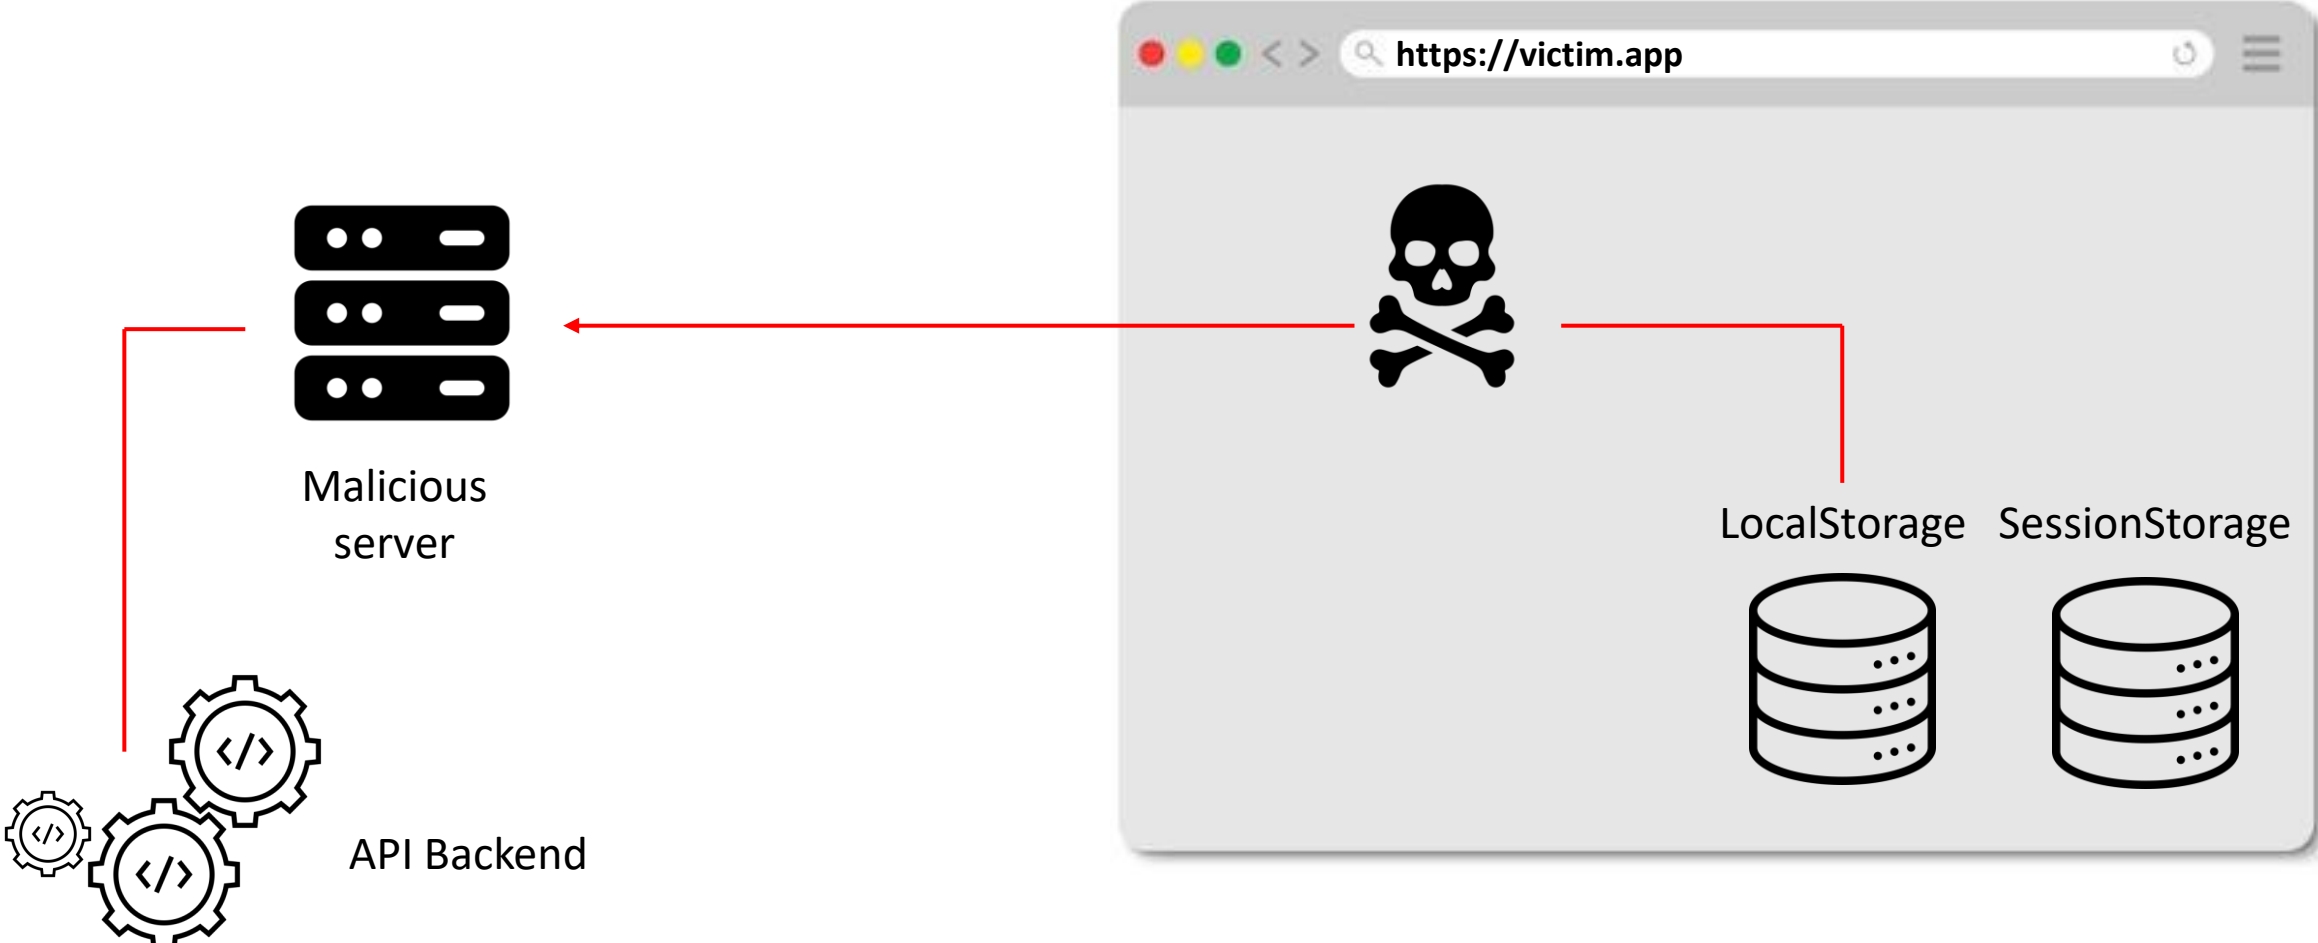 https://victim.app
Malicious
server
LocalStorage
SessionStorage
API Backend